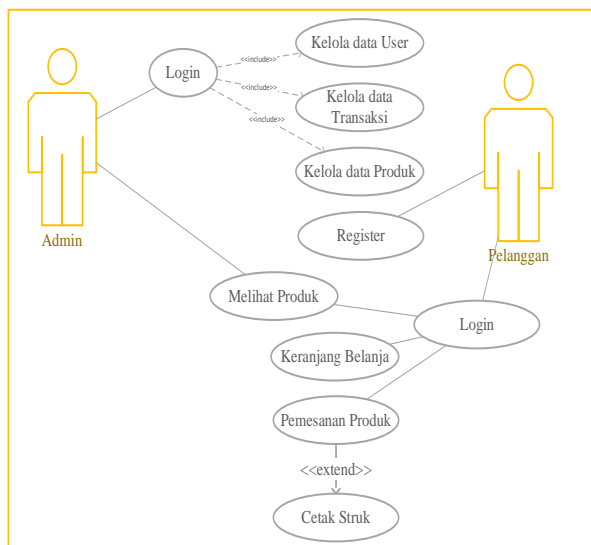 Kelola data User
<<include>>
Login
<<include>>
Kelola data
Transaksi
<<include>>
Kelola data Produk
Admin
Register
Pelanggan
Melihat Produk
Login
Keranjang Belanja
Pemesanan Produk
<<extend>>
Cetak Struk